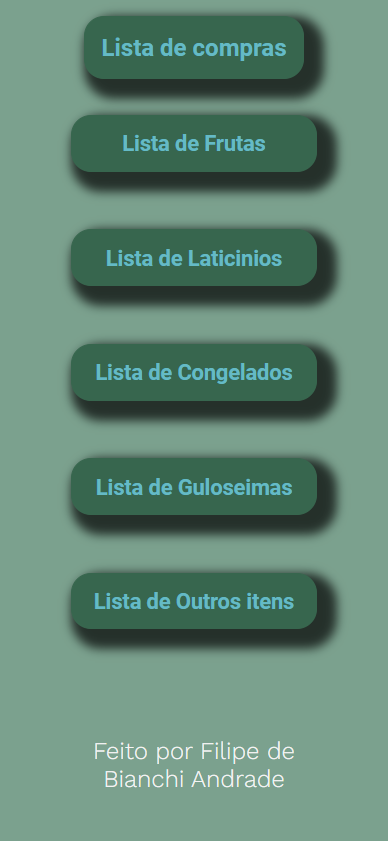 Lista de compras
Lista de Frutas
Lista de Laticinios
Lista de Congelados
Lista de Guloseimas
Lista de Outros itens
Feito por Filipe de
Bianchi Andrade